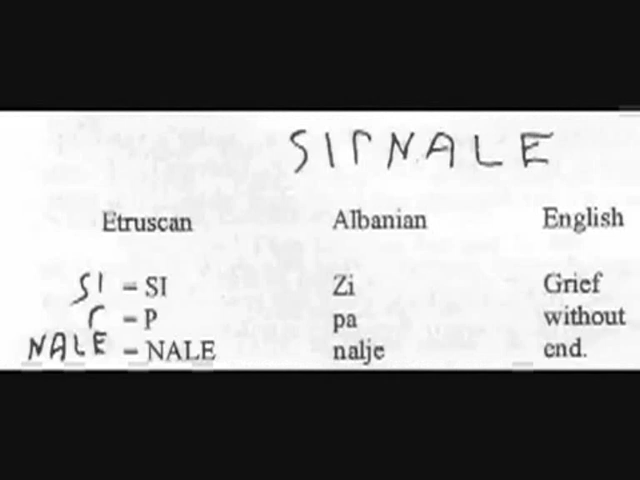 SIΓNALE
Etruscan Albanian English
SI – SI Zi Grief
Γ – P pa without
NALE – NALE nalje end.